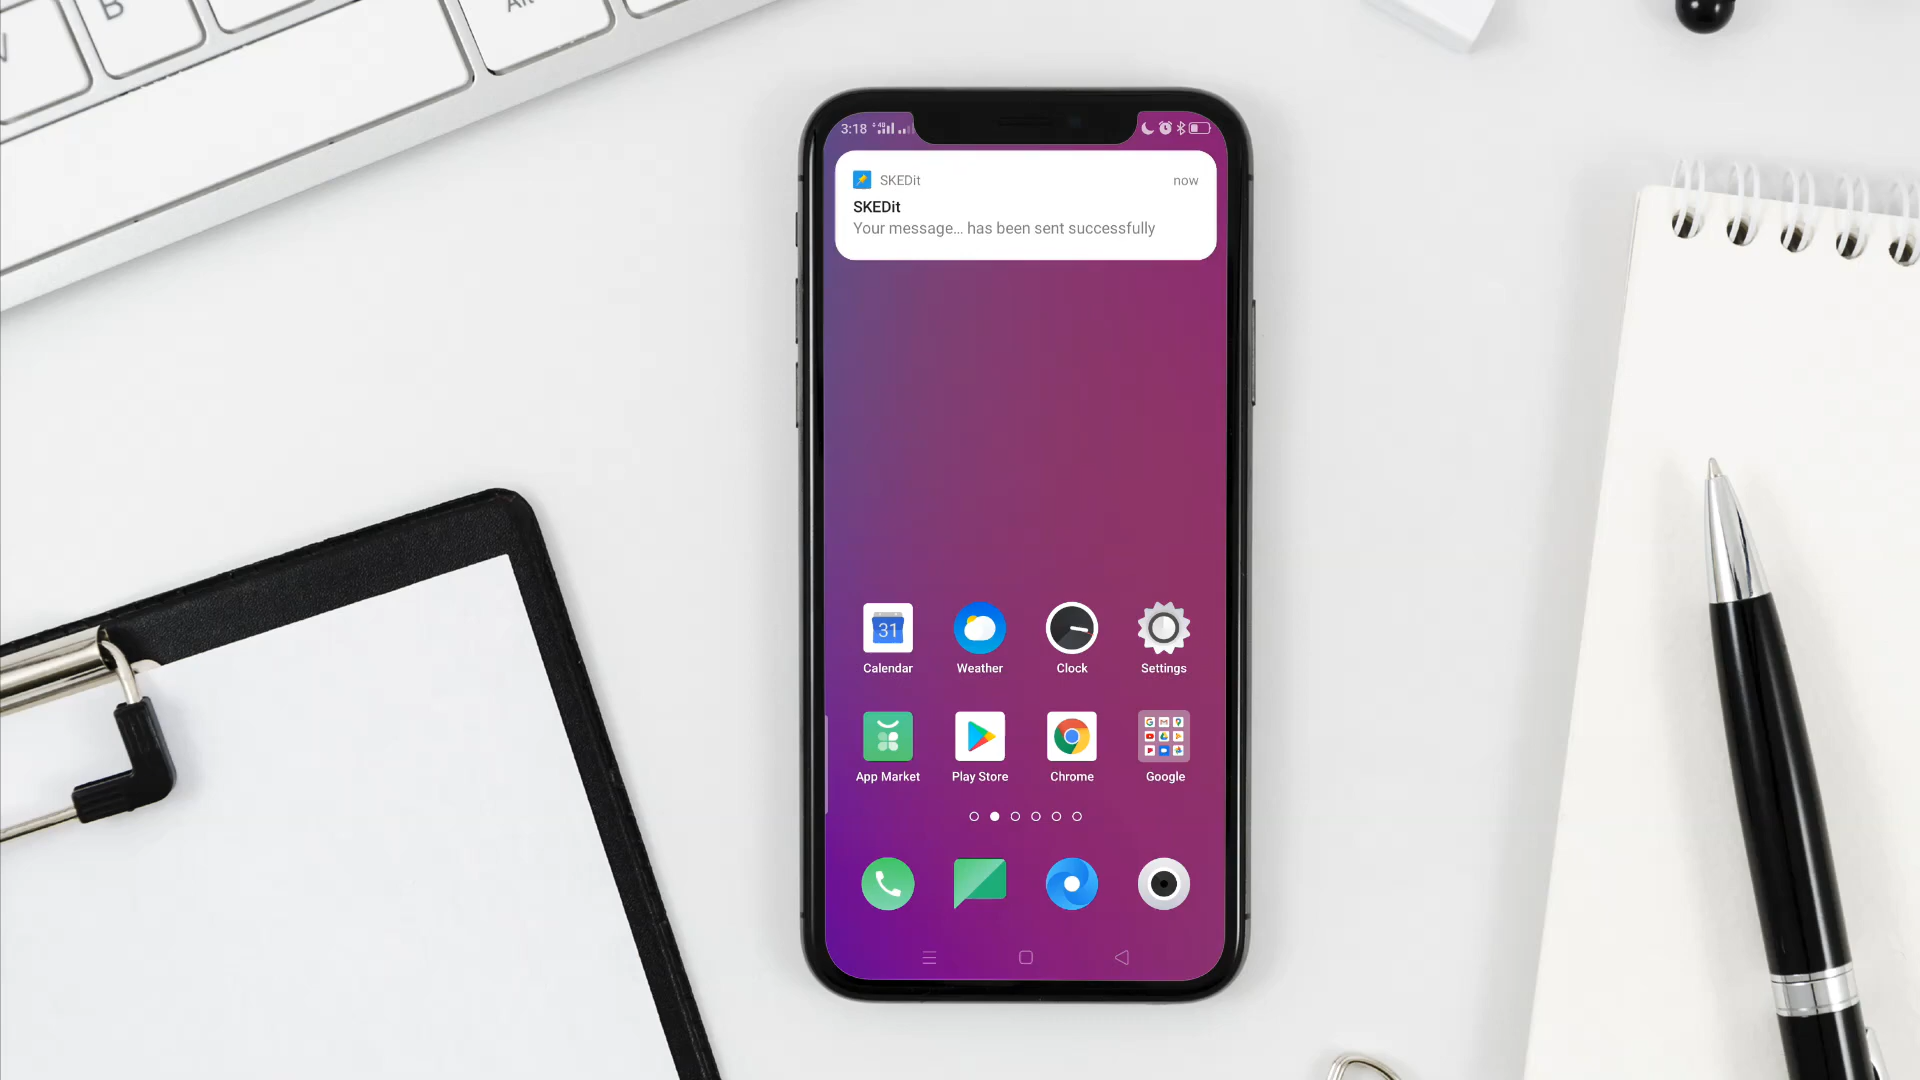 B
Alt
3:18
SKEDit
now
SKEDit
Your message... has been sent successfully
31
Calendar
Weather
Clock
Settings
App Market
Play Store
Chrome
Google